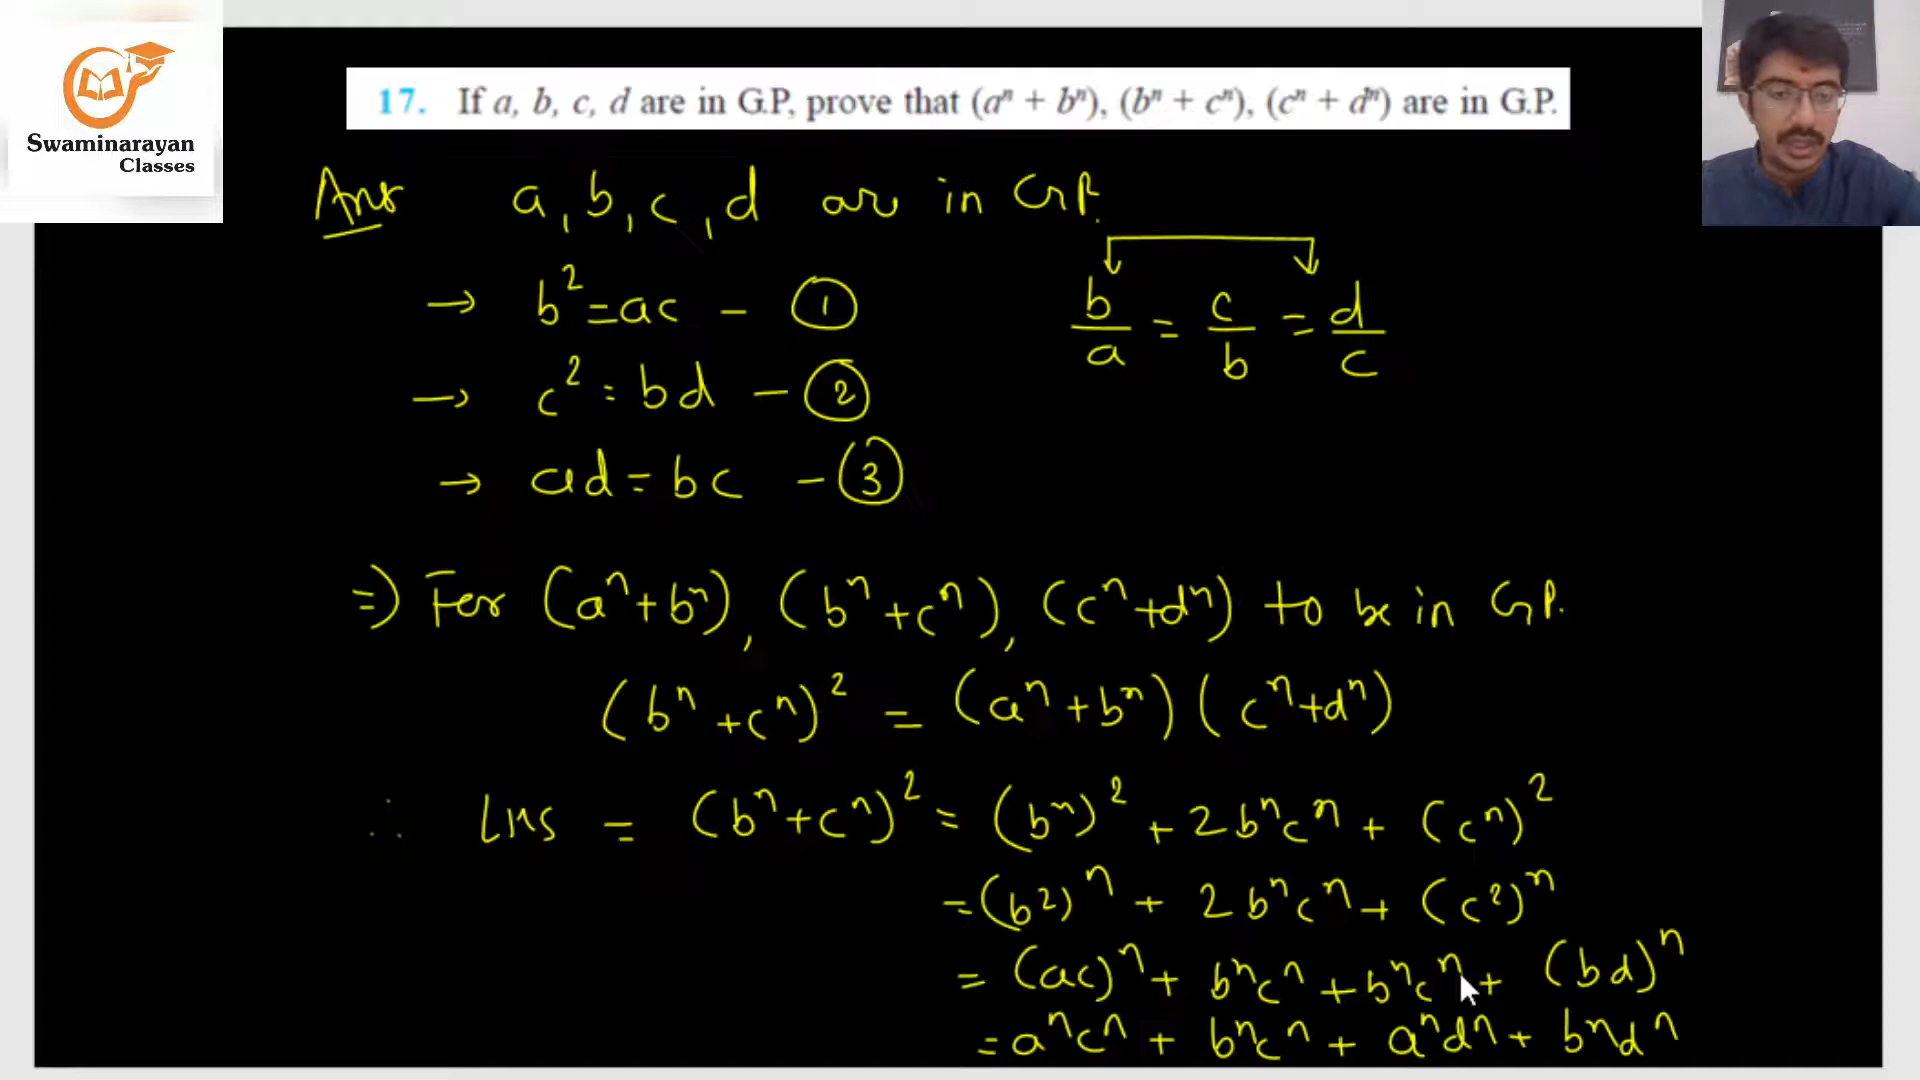 Swaminarayan
Classes
17. If a, b, c, d are in G.P, prove that (aⁿ + bⁿ), (bⁿ + cⁿ), (cⁿ + dⁿ) are in G.P.
Ans a, b, c, d are in G.P.
→ b² = ac - ①
b/a = c/b = d/c
→ c² = bd - ②
→ ad = bc - ③
⇒ For (aⁿ + bⁿ), (bⁿ + cⁿ), (cⁿ + dⁿ) to be in G.P.
(bⁿ + cⁿ)² = (aⁿ + bⁿ) (cⁿ + dⁿ)
∴ LHS = (bⁿ + cⁿ)² = (bⁿ)² + 2bⁿcⁿ + (cⁿ)²
= (b²)ⁿ + 2bⁿcⁿ + (c²)ⁿ
= (ac)ⁿ + bⁿcⁿ + bⁿcⁿ + (bd)ⁿ
= aⁿcⁿ + bⁿcⁿ + aⁿdⁿ + bⁿdⁿ